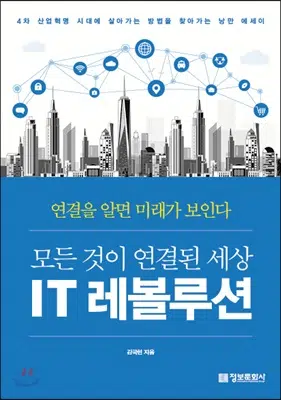 4차 산업혁명 시대에 살아가는 방법을 찾아가는 낭만 에세이
연결을 알면 미래가 보인다
모든 것이 연결된 세상
IT 레볼루션
김국현 지음
정보문화사